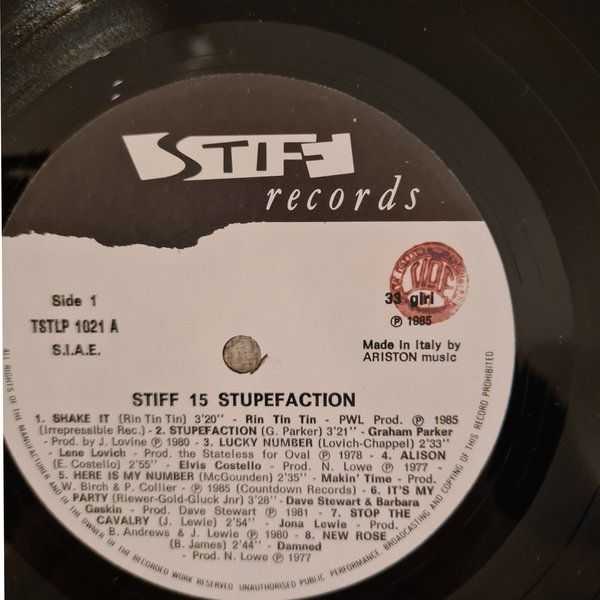 STIFF
records
Side 1
33 giri
TSTLP 1021 A
℗ 1985
S.I.A.E.
Made in Italy by
ARISTON music
STIFF 15 STUPEFACTION
1. SHAKE IT (Rin Tin Tin) 3'20" - Rin Tin Tin - PWL Prod. ℗ 1985
(Irrepressible Rec.) - 2. STUPEFACTION (G. Parker) 3'21" - Graham Parker
- Prod. by J. Lovine ℗ 1980 - 3. LUCKY NUMBER (Lovich-Chappel) 2'33"
- Lene Lovich - Prod. the Stateless for Oval ℗ 1978 - 4. ALISON
(E. Costello) 2'55" - Elvis Costello - Prod. N. Lowe ℗ 1977 -
5. HERE IS MY NUMBER (McGounden) 2'35" - Makin' Time - Prod.
W. Birch & P. Collier - ℗ 1985 (Countdown Records) - 6. IT'S MY
PARTY (Riewer-Gold-Gluck Jnr) 3'28" - Dave Stewart & Barbara
Gaskin - Prod. Dave Stewart ℗ 1981 - 7. STOP THE
CAVALRY (J. Lewie) 2'54" - Jona Lewie - Prod.
B. Andrews & J. Lewie ℗ 1980 - 8. NEW ROSE
(B. James) 2'44" - Damned
- Prod. N. Lowe ℗ 1977
ALL RIGHTS OF THE MANUFACTURER AND OF THE OWNER OF THE RECORDED WORK RESERVED UNAUTHORISED PUBLIC PERFORMANCE, BROADCASTING AND COPYING OF THIS RECORD PROHIBITED